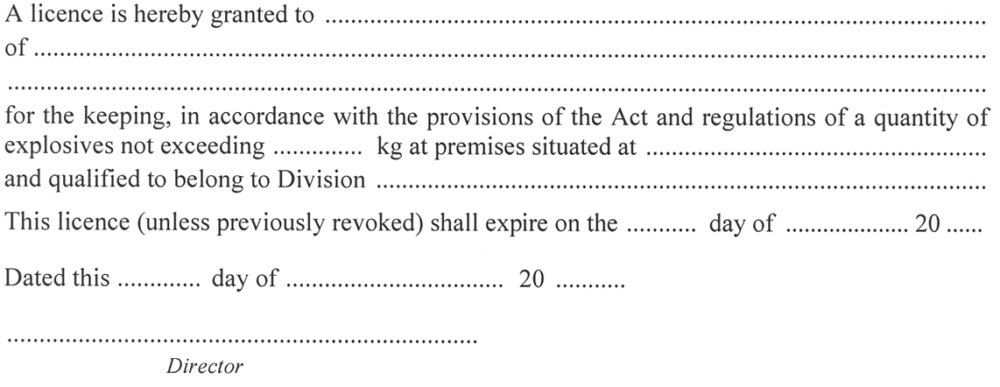 A licence is hereby granted to ........................................................................................................
of ......................................................................................................................................................
..........................................................................................................................................................
for the keeping, in accordance with the provisions of the Act and regulations of a quantity of
explosives not exceeding .............. kg at premises situated at .....................................................
and qualified to belong to Division ................................................................................................
This licence (unless previously revoked) shall expire on the ........... day of ................... 20 ......
Dated this ............. day of .................................. 20 ...........
..........................................................................
Director